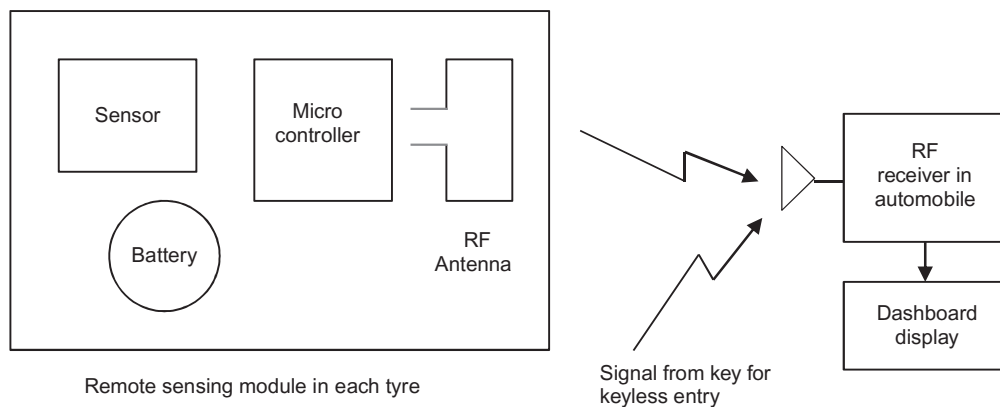 Sensor
Micro
controller
Battery
RF
Antenna
Remote sensing module in each tyre
RF
receiver in
automobile
Dashboard
display
Signal from key for
keyless entry